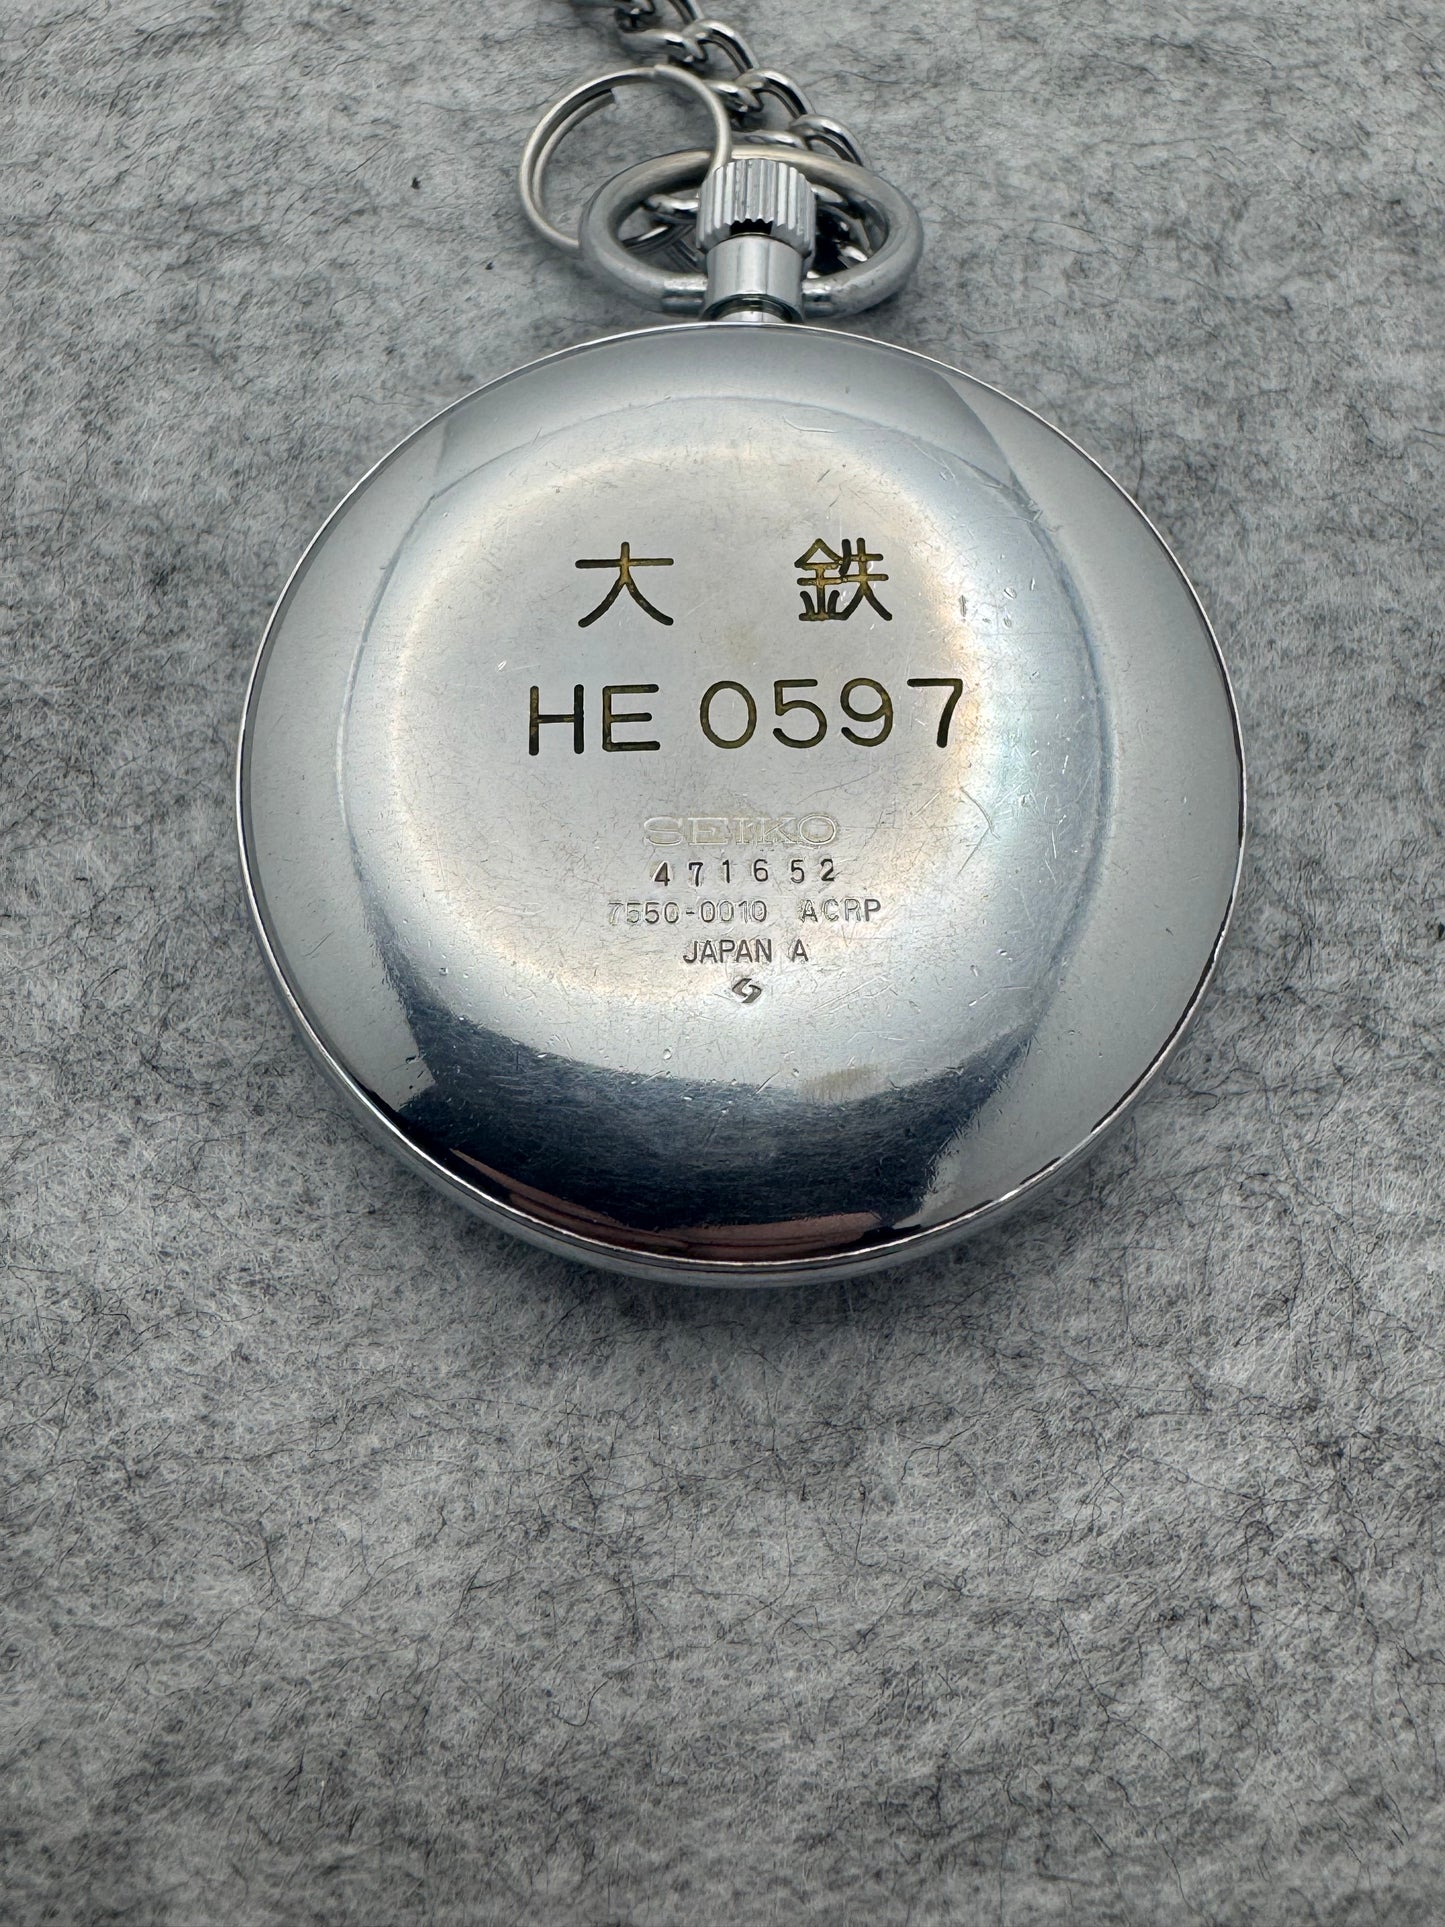 大 鉄
HE 0597
SEIKO
471652
7550-0010 ACRP
JAPAN A